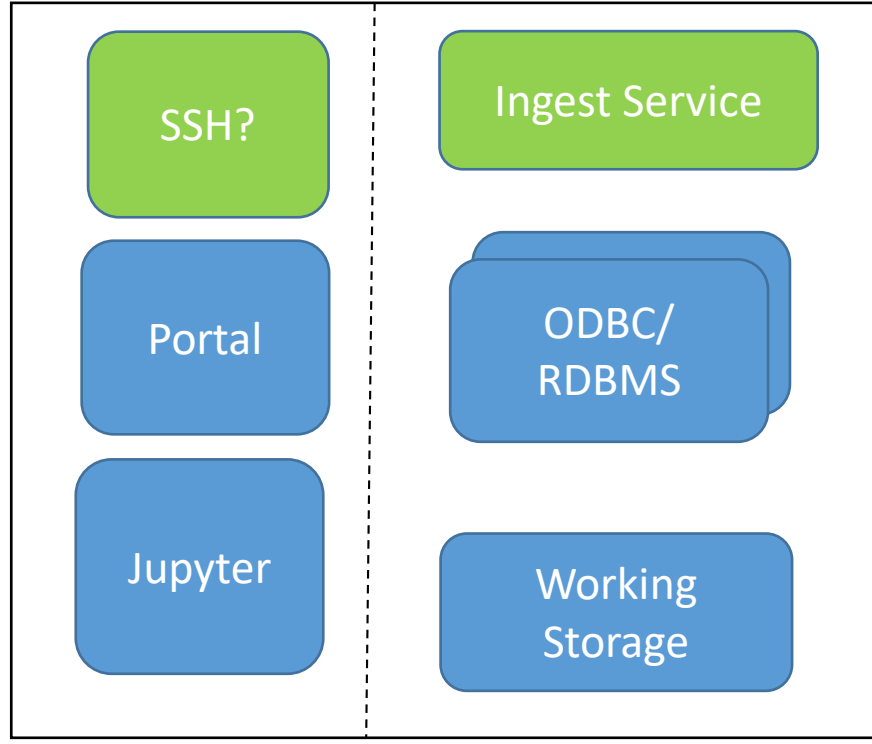 SSH?
Portal
Jupyter
Ingest Service
ODBC/
RDBMS
Working
Storage